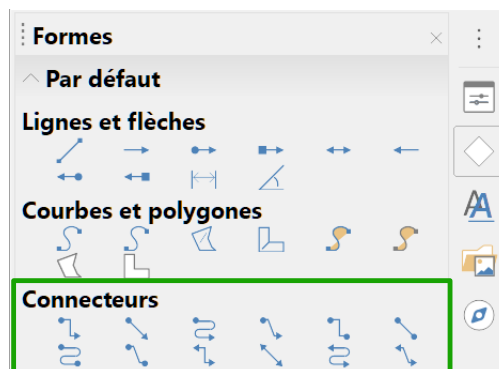 Formes
Par défaut
Lignes et flèches
Courbes et polygones
Connecteurs